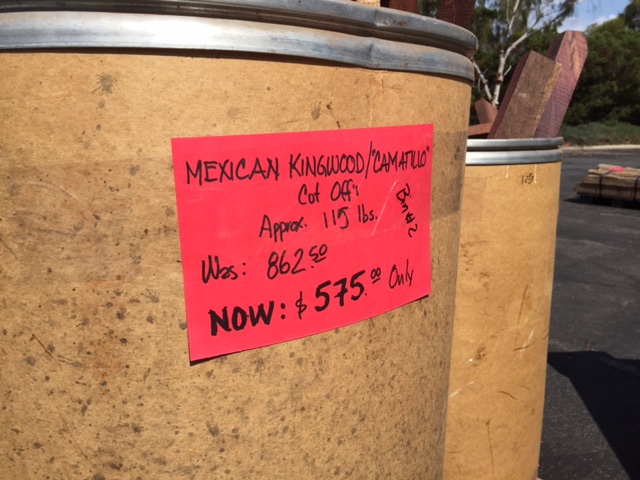 MEXICAN KINGWOOD/"CAMATILLO"
Cut Off's
Approx. 115 lbs.
Bin #2
Was: 862.50
NOW: $575.00 Only